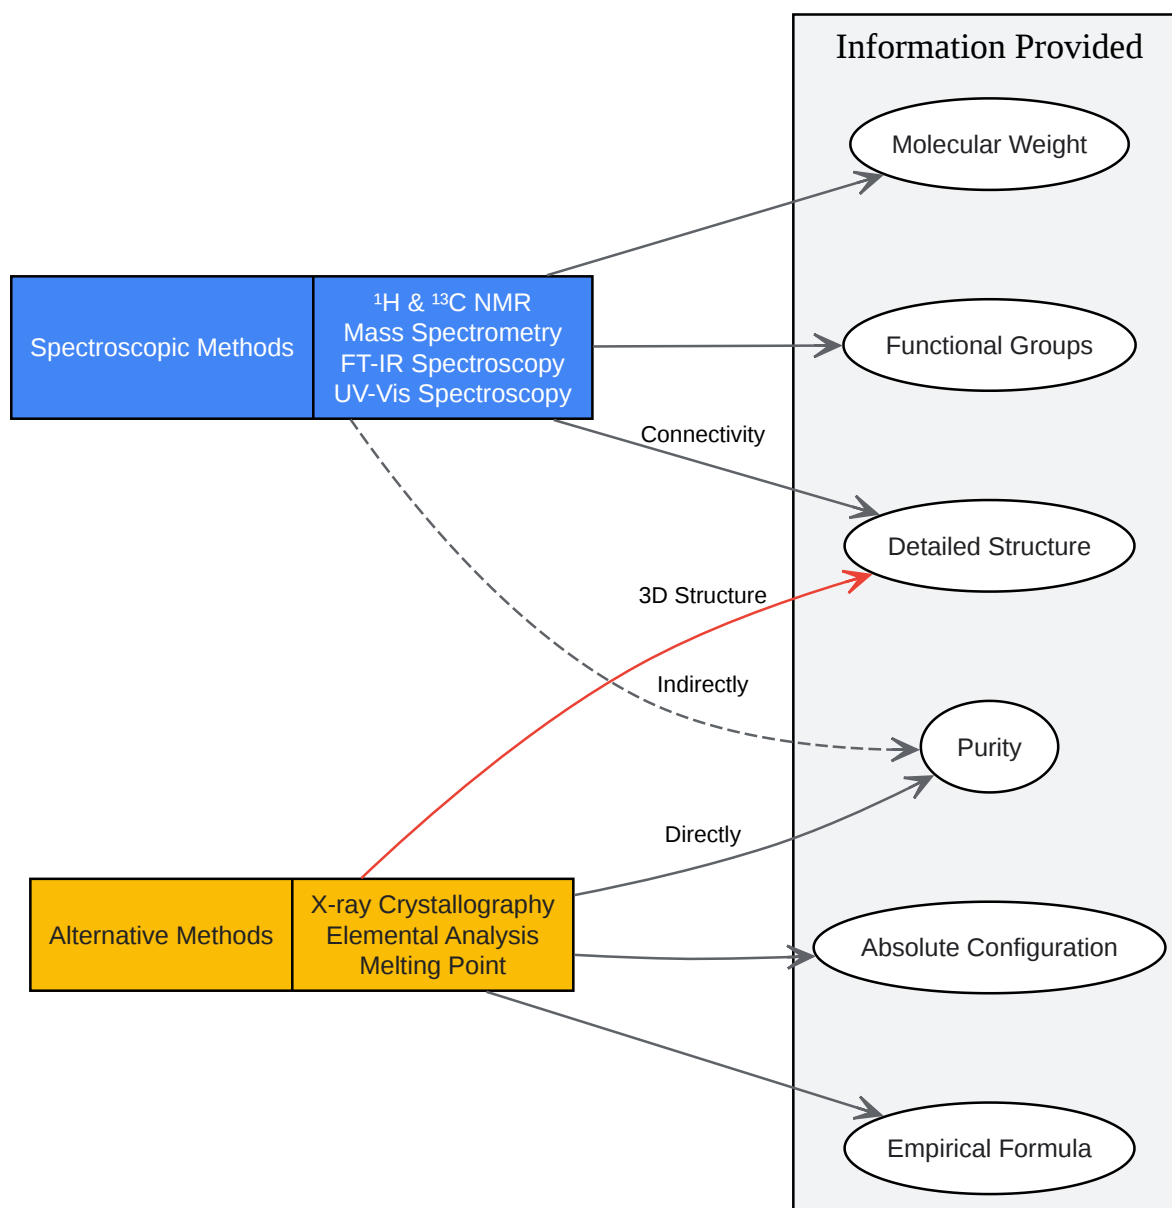 Information Provided
Molecular Weight
Spectroscopic Methods
¹H & ¹³C NMR
Mass Spectrometry
FT-IR Spectroscopy
UV-Vis Spectroscopy
Functional Groups
Connectivity
Detailed Structure
3D Structure
Indirectly
Purity
Directly
Alternative Methods
X-ray Crystallography
Elemental Analysis
Melting Point
Absolute Configuration
Empirical Formula